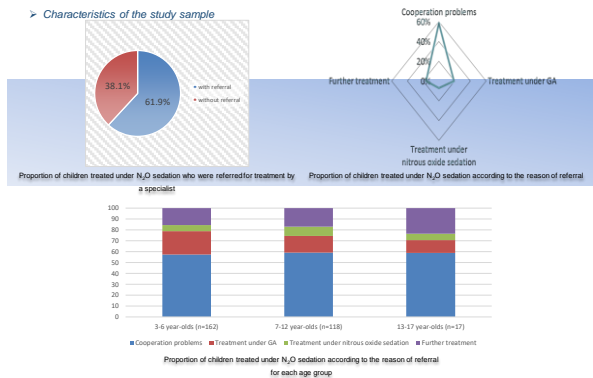 ➢ Characteristics of the study sample
38.1%
61.9%
with referral
without referral
Proportion of children treated under N₂O sedation who were referred for treatment by
a specialist
Cooperation problems
60%
40%
20%
0%
Further treatment
Treatment under GA
Treatment under
nitrous oxide sedation
Proportion of children treated under N₂O sedation according to the reason of referral
100
90
80
70
60
50
40
30
20
10
0
3-6 year-olds (n=162)
7-12 year-olds (n=118)
13-17 year-olds (n=17)
Cooperation problems
Treatment under GA
Treatment under nitrous oxide sedation
Further treatment
Proportion of children treated under N₂O sedation according to the reason of referral
for each age group